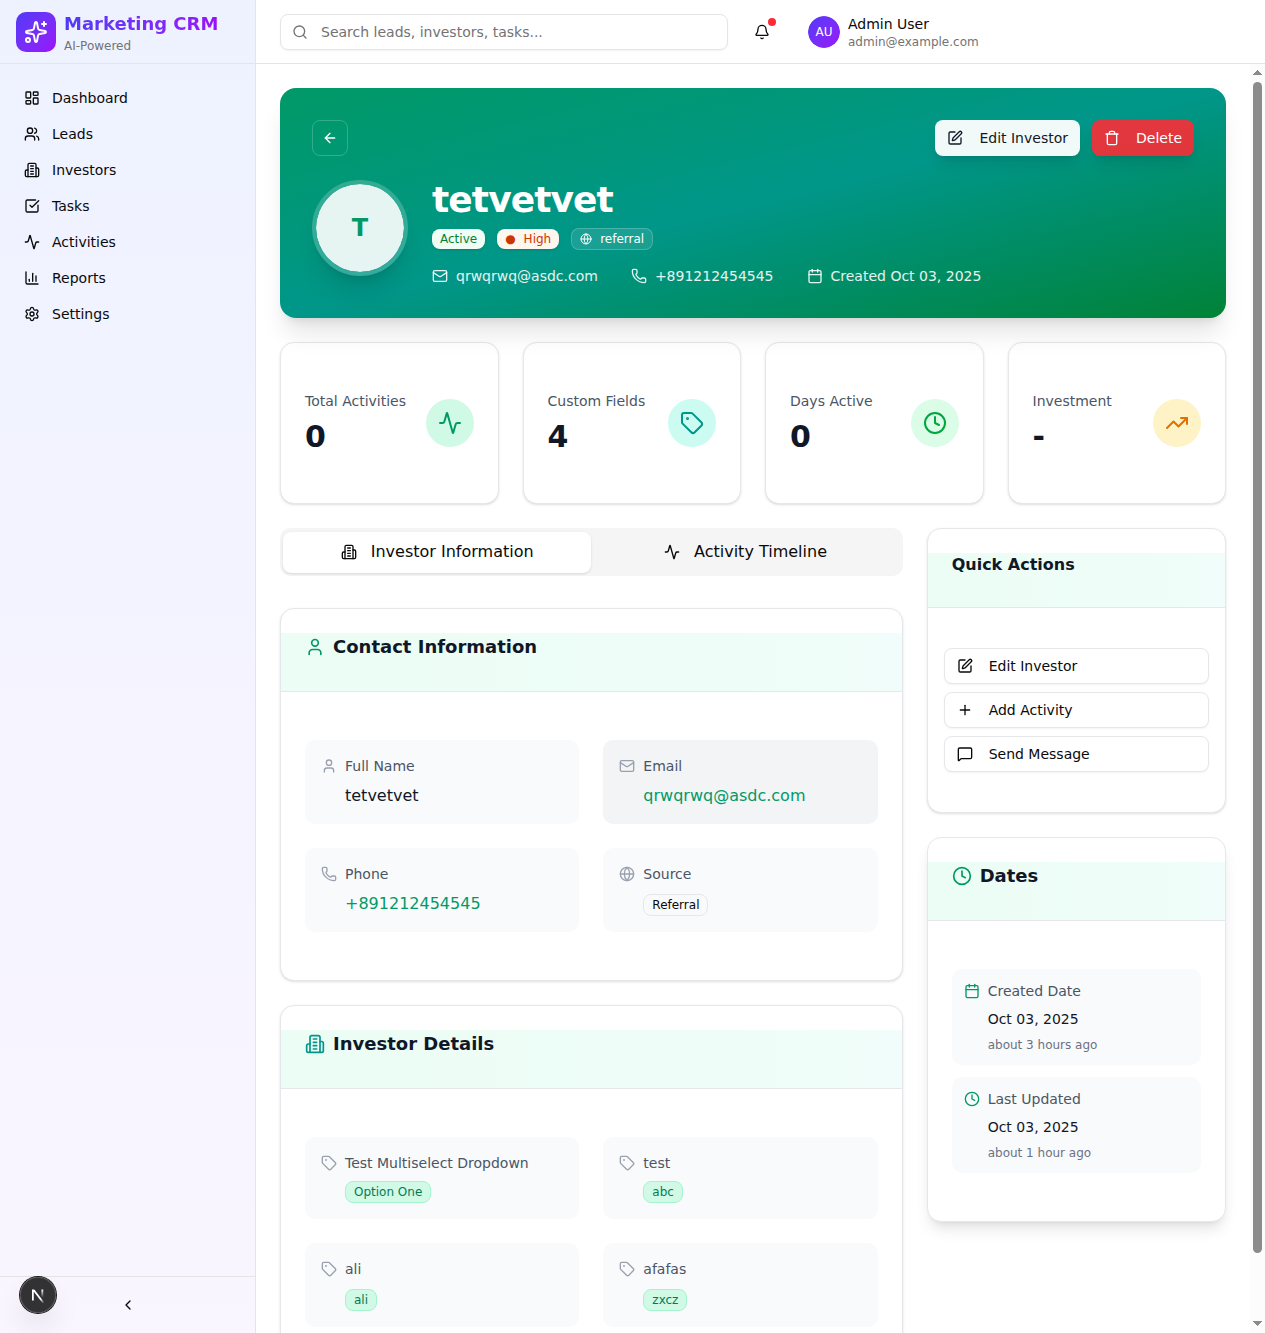 Marketing CRM
AI-Powered
Search leads, investors, tasks...
AU
Admin User
admin@example.com
Dashboard
Leads
Investors
Tasks
Activities
Reports
Settings
Edit Investor
Delete
T
tetvetvet
Active
High
referral
qrwqrwq@asdc.com
+891212454545
Created Oct 03, 2025
Total Activities
0
Custom Fields
4
Days Active
0
Investment
-
Investor Information
Activity Timeline
Contact Information
Full Name
tetvetvet
Email
qrwqrwq@asdc.com
Phone
+891212454545
Source
Referral
Investor Details
Test Multiselect Dropdown
Option One
test
abc
ali
ali
afafas
zxcz
Quick Actions
Edit Investor
Add Activity
Send Message
Dates
Created Date
Oct 03, 2025
about 3 hours ago
Last Updated
Oct 03, 2025
about 1 hour ago
N